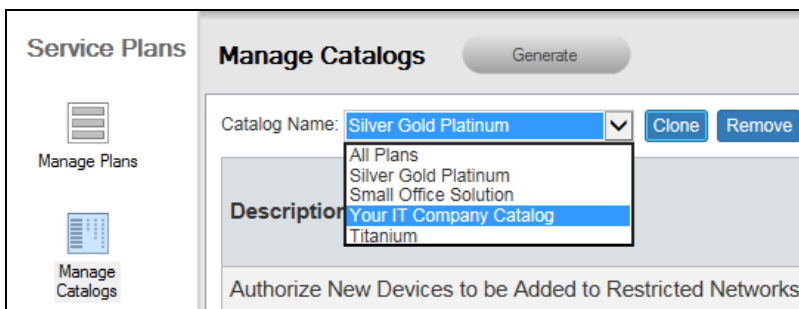 Service Plans
Manage Catalogs
Generate
Manage Plans
Manage
Catalogs
Catalog Name:
Silver Gold Platinum
Clone
Remove
All Plans
Silver Gold Platinum
Small Office Solution
Your IT Company Catalog
Titanium
Description
Authorize New Devices to be Added to Restricted Networks